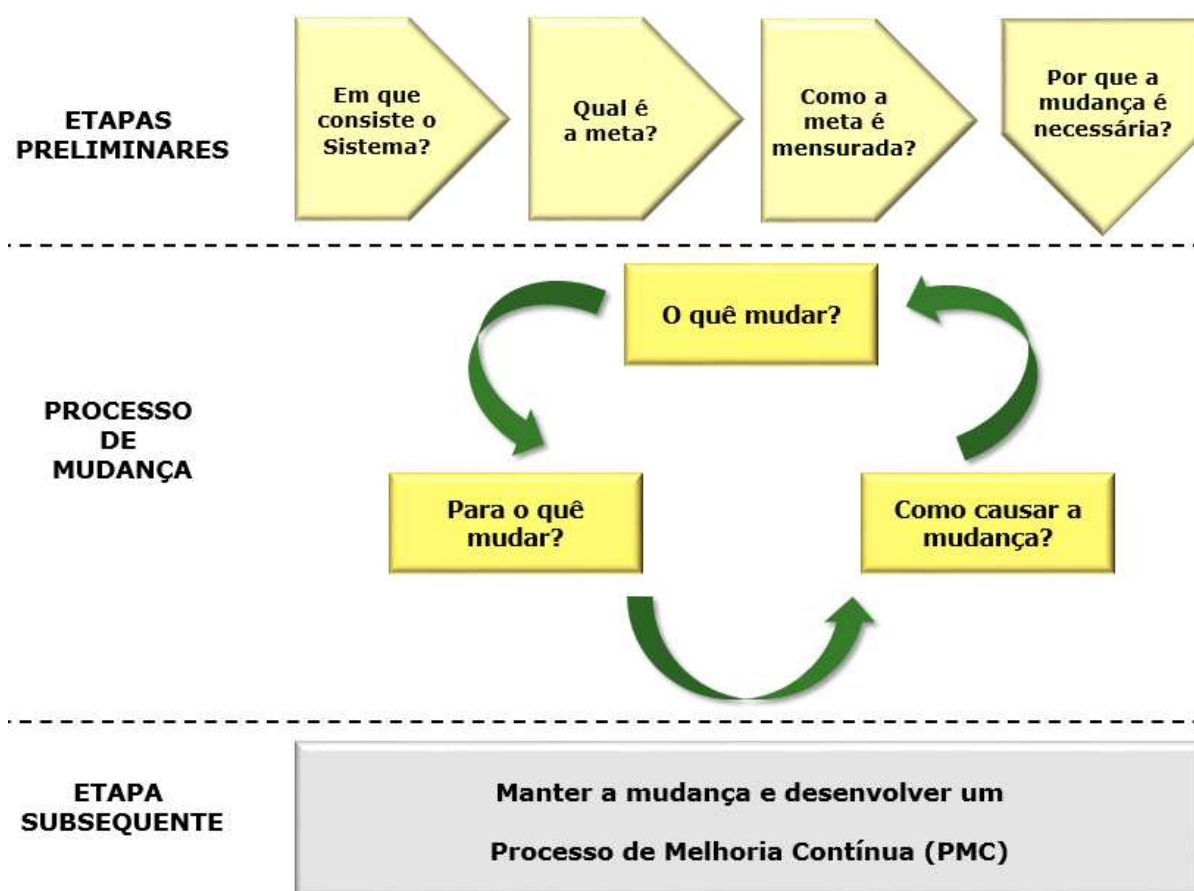 ETAPAS
PRELIMINARES
Em que
consiste o
Sistema?
Qual é
a meta?
Como a
meta é
mensurada?
Por que a
mudança é
necessária?
PROCESSO
DE
MUDANÇA
O quê mudar?
Para o quê
mudar?
Como causar a
mudança?
ETAPA
SUBSEQUENTE
Manter a mudança e desenvolver um
Processo de Melhoria Contínua (PMC)